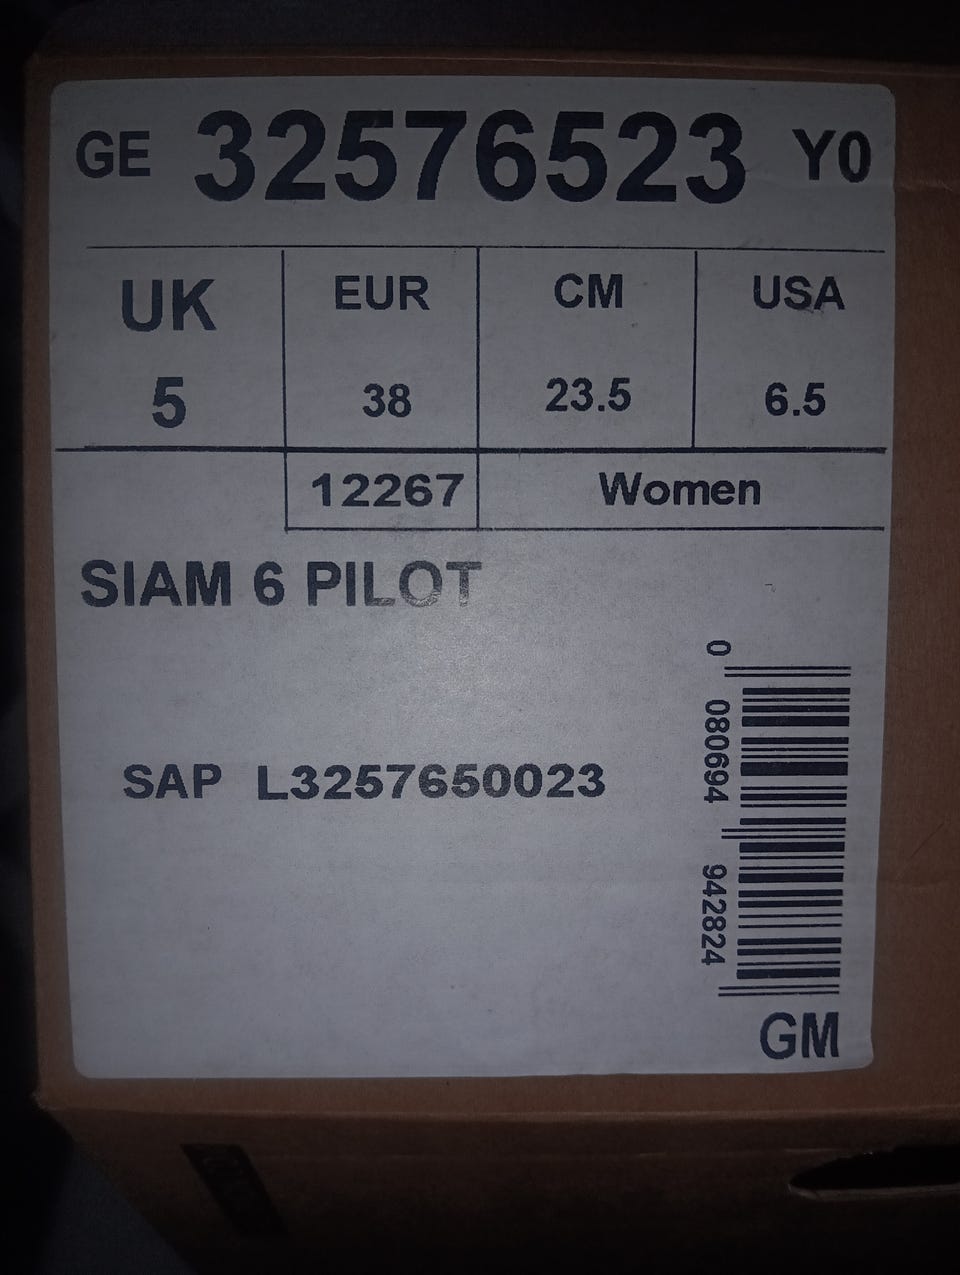 GE 32576523 Y0
UK EUR CM USA
5 38 23.5 6.5
12267 Women
SIAM 6 PILOT
SAP L3257650023
0 080694 942824
GM